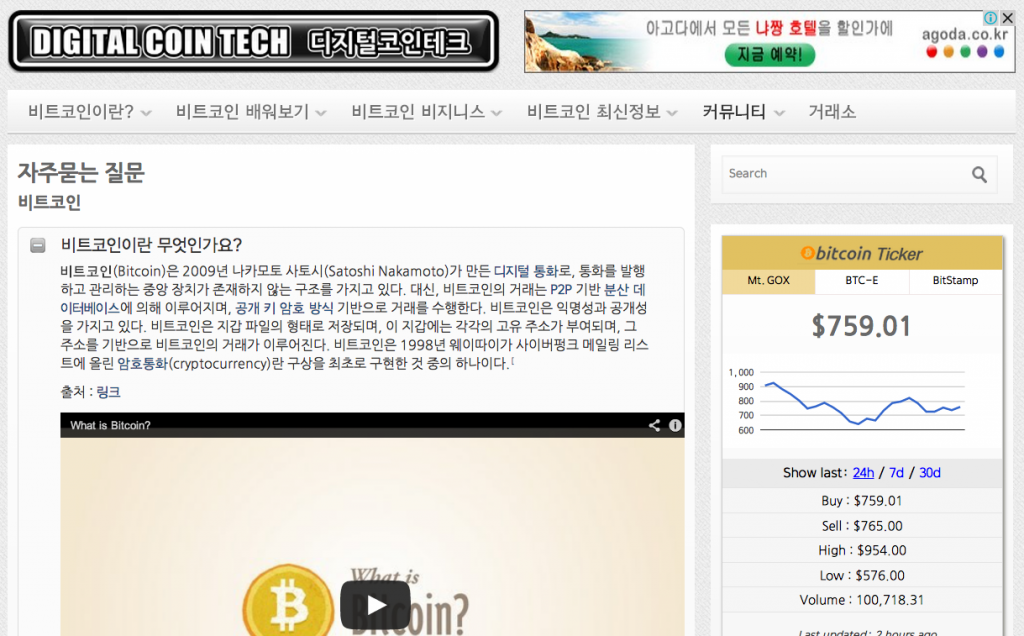 DIGITAL COIN TECH 디지털코인테크
아고다에서 모든 나짱 호텔을 할인가에
지금 예약!
agoda.co.kr
비트코인이란? 비트코인 배워보기 비트코인 비지니스 비트코인 최신정보 커뮤니티 거래소
자주묻는 질문
비트코인
비트코인이란 무엇인가요?
비트코인(Bitcoin)은 2009년 나카모토 사토시(Satoshi Nakamoto)가 만든 디지털 통화로, 통화를 발행
하고 관리하는 중앙 장치가 존재하지 않는 구조를 가지고 있다. 대신, 비트코인의 거래는 P2P 기반 분산 데
이터베이스에 의해 이루어지며, 공개 키 암호 방식 기반으로 거래를 수행한다. 비트코인은 익명성과 공개성
을 가지고 있다. 비트코인은 지갑 파일의 형태로 저장되며, 이 지갑에는 각각의 고유 주소가 부여되며, 그
주소를 기반으로 비트코인의 거래가 이루어진다. 비트코인은 1998년 웨이따이가 사이버펑크 메일링 리스
트에 올린 암호통화(cryptocurrency)란 구상을 최초로 구현한 것 중의 하나이다.[
출처 : 링크
What is Bitcoin?
What is
Bitcoin?
Search
bitcoin Ticker
Mt. GOX BTC-E BitStamp
$759.01
1,000
900
800
700
600
Show last: 24h / 7d / 30d
Buy : $759.01
Sell : $765.00
High : $954.00
Low : $576.00
Volume : 100,718.31
Last updated: 2 hours ago